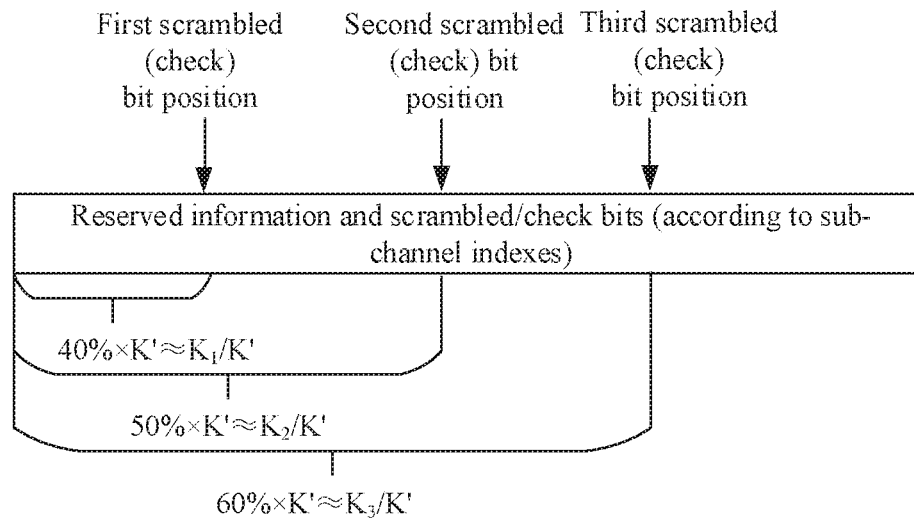 First scrambled
(check)
bit position
Second scrambled
(check) bit
position
Third scrambled
(check)
bit position
Reserved information and scrambled/check bits (according to sub-
channel indexes)
40%×K'≈K₁/K'
50%×K'≈K₂/K'
60%×K'≈K₃/K'